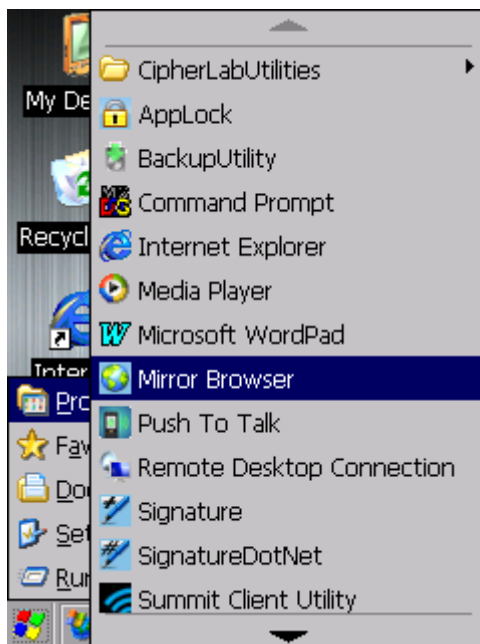 My De
Recycl
Inter
CipherLabUtilities
AppLock
BackupUtility
Command Prompt
Internet Explorer
Media Player
Microsoft WordPad
Mirror Browser
Push To Talk
Remote Desktop Connection
Signature
SignatureDotNet
Summit Client Utility
Pro
Fav
Do
Set
Run